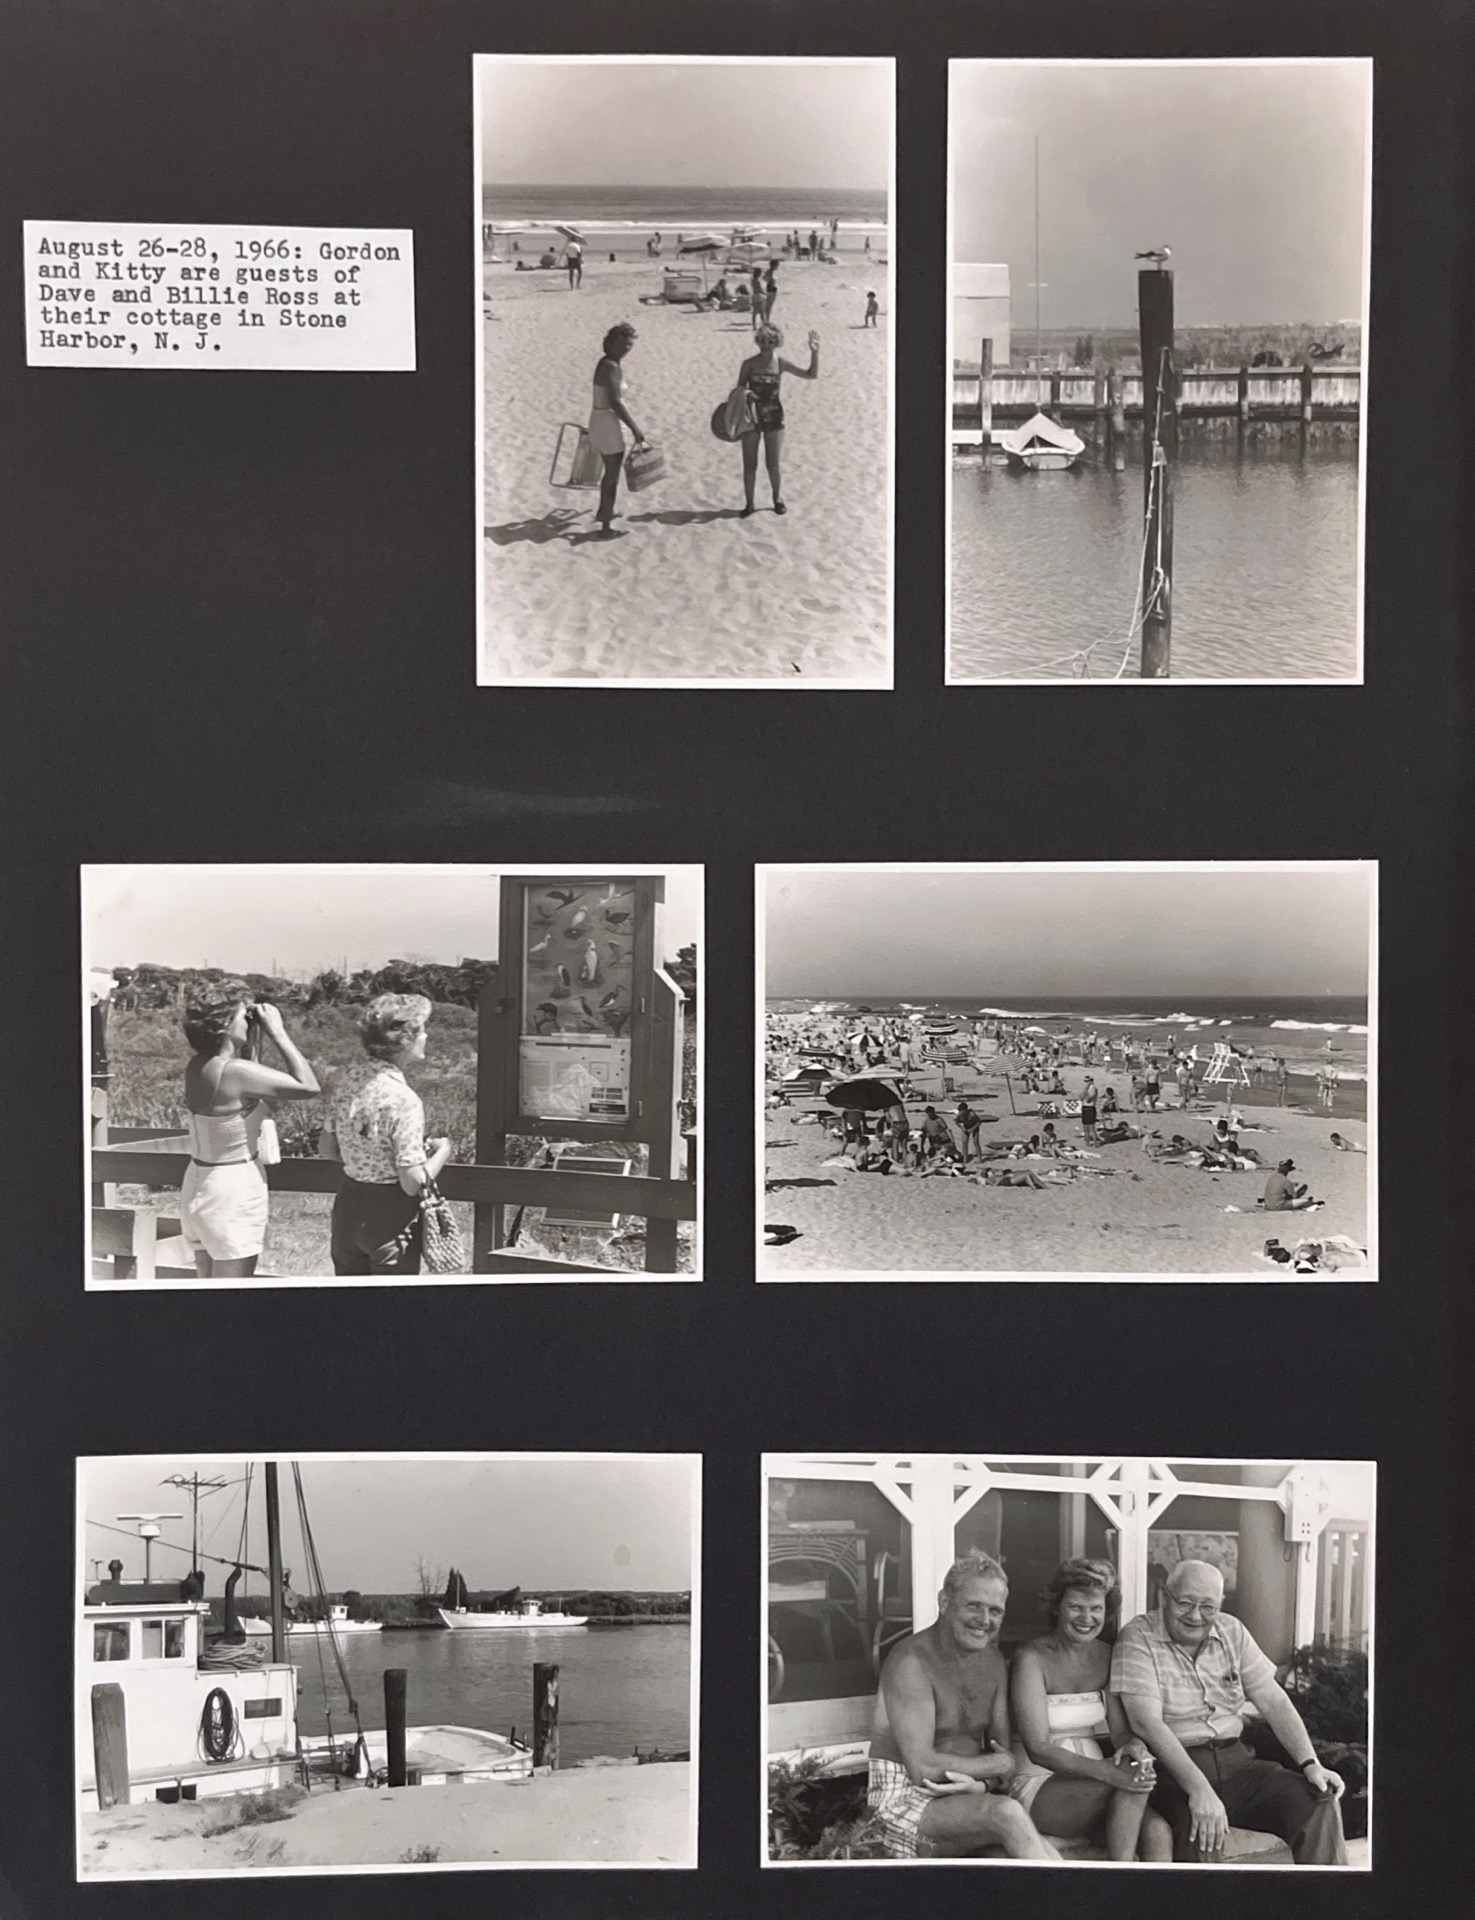 August 26-28, 1966: Gordon
and Kitty are guests of
Dave and Billie Ross at
their cottage in Stone
Harbor, N. J.